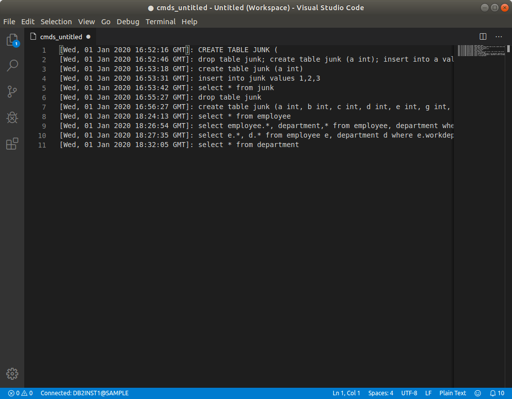 ● cmds_untitled - Untitled (Workspace) - Visual Studio Code
File Edit Selection View Go Debug Terminal Help
cmds_untitled ●
1 [Wed, 01 Jan 2020 16:52:16 GMT]: CREATE TABLE JUNK (
2 [Wed, 01 Jan 2020 16:52:46 GMT]: drop table junk; create table junk (a int); insert into a val
3 [Wed, 01 Jan 2020 16:53:18 GMT]: create table junk (a int)
4 [Wed, 01 Jan 2020 16:53:31 GMT]: insert into junk values 1,2,3
5 [Wed, 01 Jan 2020 16:53:42 GMT]: select * from junk
6 [Wed, 01 Jan 2020 16:55:27 GMT]: drop table junk
7 [Wed, 01 Jan 2020 16:56:27 GMT]: create table junk (a int, b int, c int, d int, e int, g int,
8 [Wed, 01 Jan 2020 18:24:13 GMT]: select * from employee
9 [Wed, 01 Jan 2020 18:26:54 GMT]: select employee.*, department,* from employee, department whe
10 [Wed, 01 Jan 2020 18:27:35 GMT]: select e.*, d.* from employee e, department d where e.workdep
11 [Wed, 01 Jan 2020 18:32:05 GMT]: select * from department
1
0 0 Connected: DB2INST1@SAMPLE Ln 1, Col 1 Spaces: 4 UTF-8 LF Plain Text 10